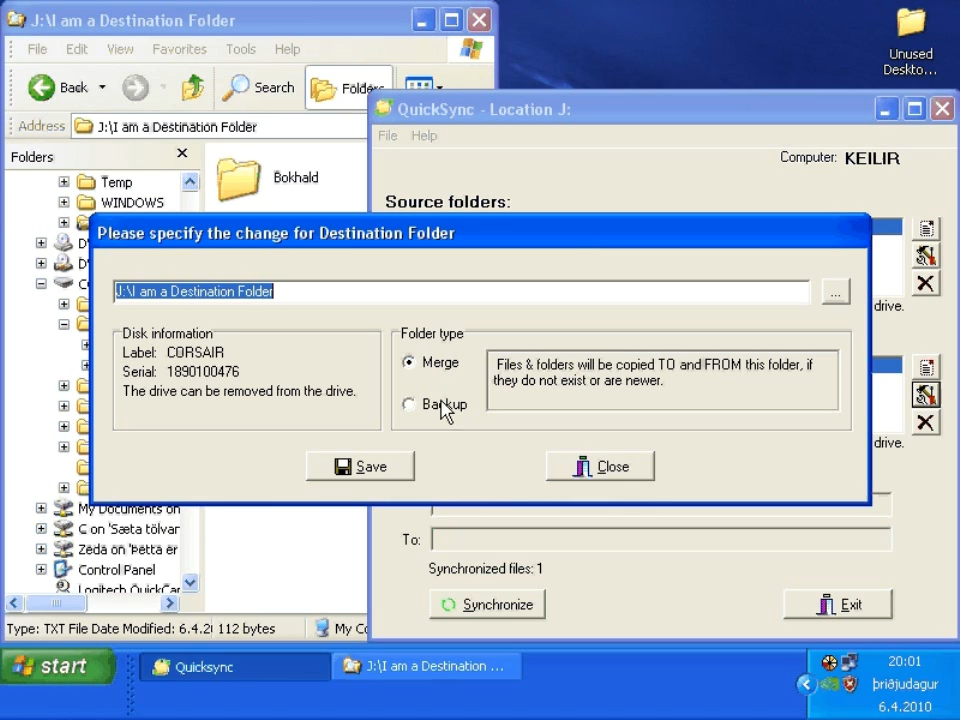 J:\I am a Destination Folder
File Edit View Favorites Tools Help
Back Search Folders
Address J:\I am a Destination Folder
Folders
Temp
WINDOWS
My Documents on
C on 'Sæta tölvar
Zeda on 'Þetta er
Control Panel
Logitech QuickCar
Bokhald
Type: TXT File Date Modified: 6.4.2 112 bytes My Co
Unused
Deskto...
QuickSync - Location J:
File Help
Computer: KEILIR
Source folders:
drive.
drive.
Please specify the change for Destination Folder
J:\I am a Destination Folder
...
Disk information
Label: CORSAIR
Serial: 1890100476
The drive can be removed from the drive.
Folder type
Merge
Backup
Files & folders will be copied TO and FROM this folder, if
they do not exist or are newer.
Save Close
To:
Synchronized files: 1
Synchronize Exit
start Quicksync J:\I am a Destination ...
20:01
þriðjudagur
6.4.2010